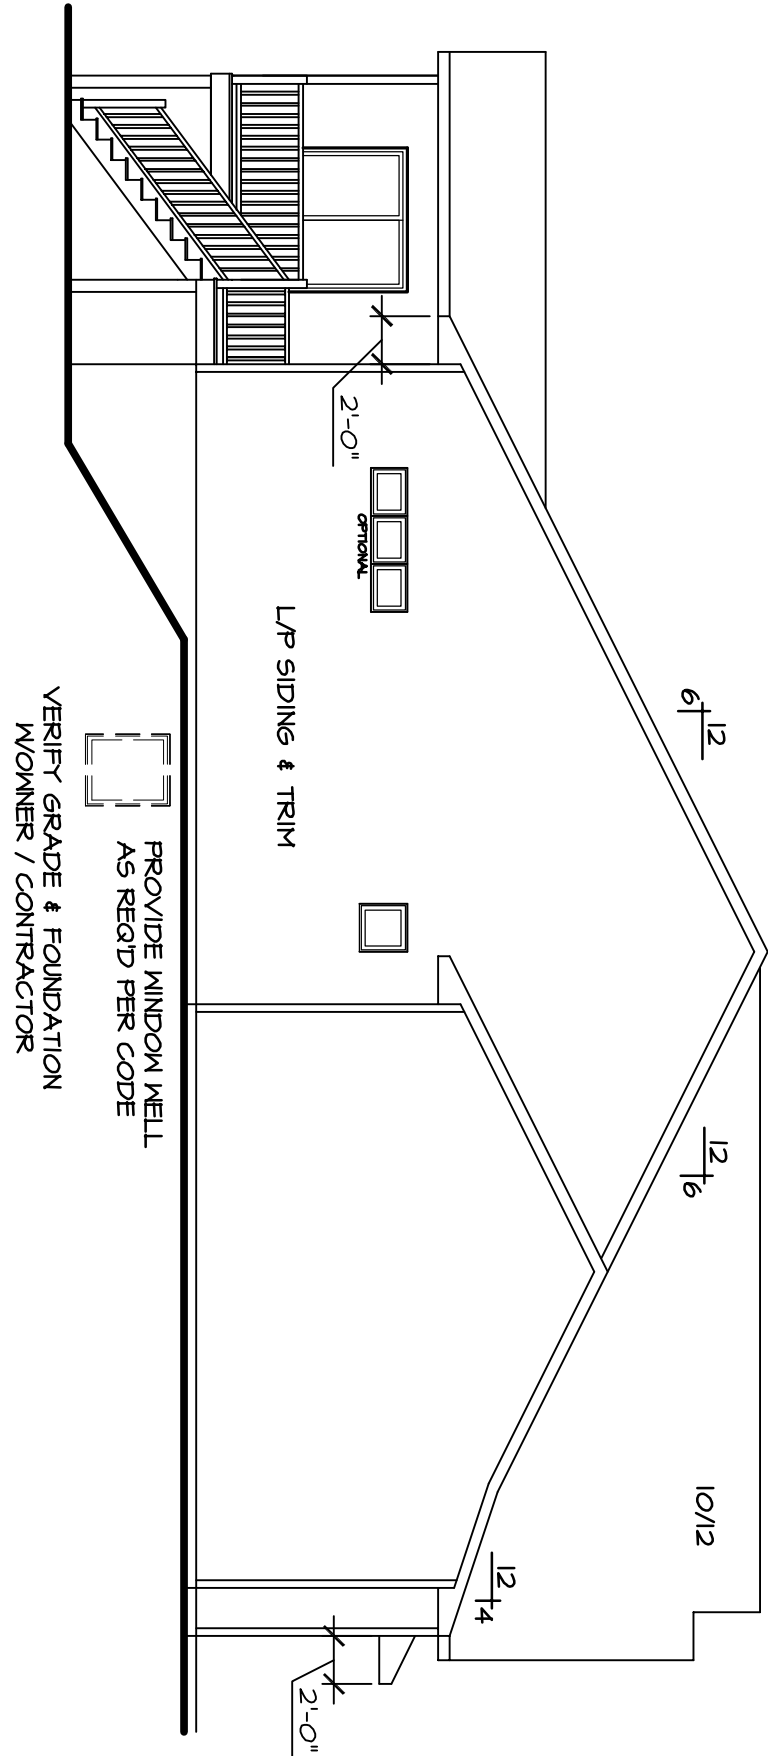 12
6
12
6
10/12
12
4
2'-0"
OPTIONAL
L/P SIDING & TRIM
2'-0"
PROVIDE WINDOW WELL
AS REQ'D PER CODE
VERIFY GRADE & FOUNDATION
W/OWNER / CONTRACTOR